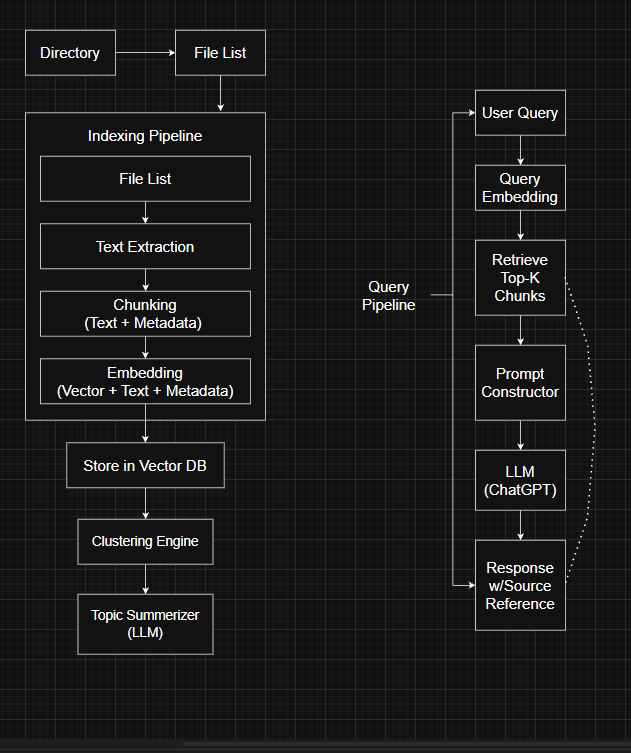 Directory
File List
Indexing Pipeline
File List
Text Extraction
Chunking
(Text + Metadata)
Embedding
(Vector + Text + Metadata)
Store in Vector DB
Clustering Engine
Topic Summerizer
(LLM)
Query
Pipeline
User Query
Query
Embedding
Retrieve
Top-K
Chunks
Prompt
Constructor
LLM
(ChatGPT)
Response
w/Source
Reference